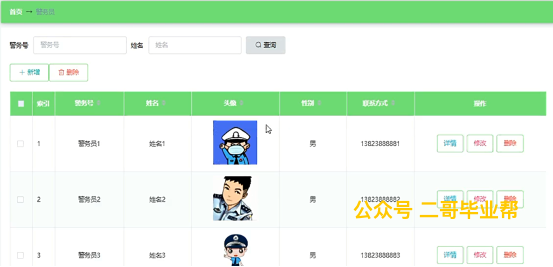 首页 警务员
警务号 警务号 姓名 姓名 查询
+ 新增 删除
索引 警务号 姓名 头像 性别 联系方式 操作
1 警务员1 姓名1 男 13823888881 详情 修改 删除
2 警务员2 姓名2 男 13823888882 详情 修改 删除
公众号 二哥毕业帮
3 警务员3 姓名3 男 13823888883 详情 修改 删除